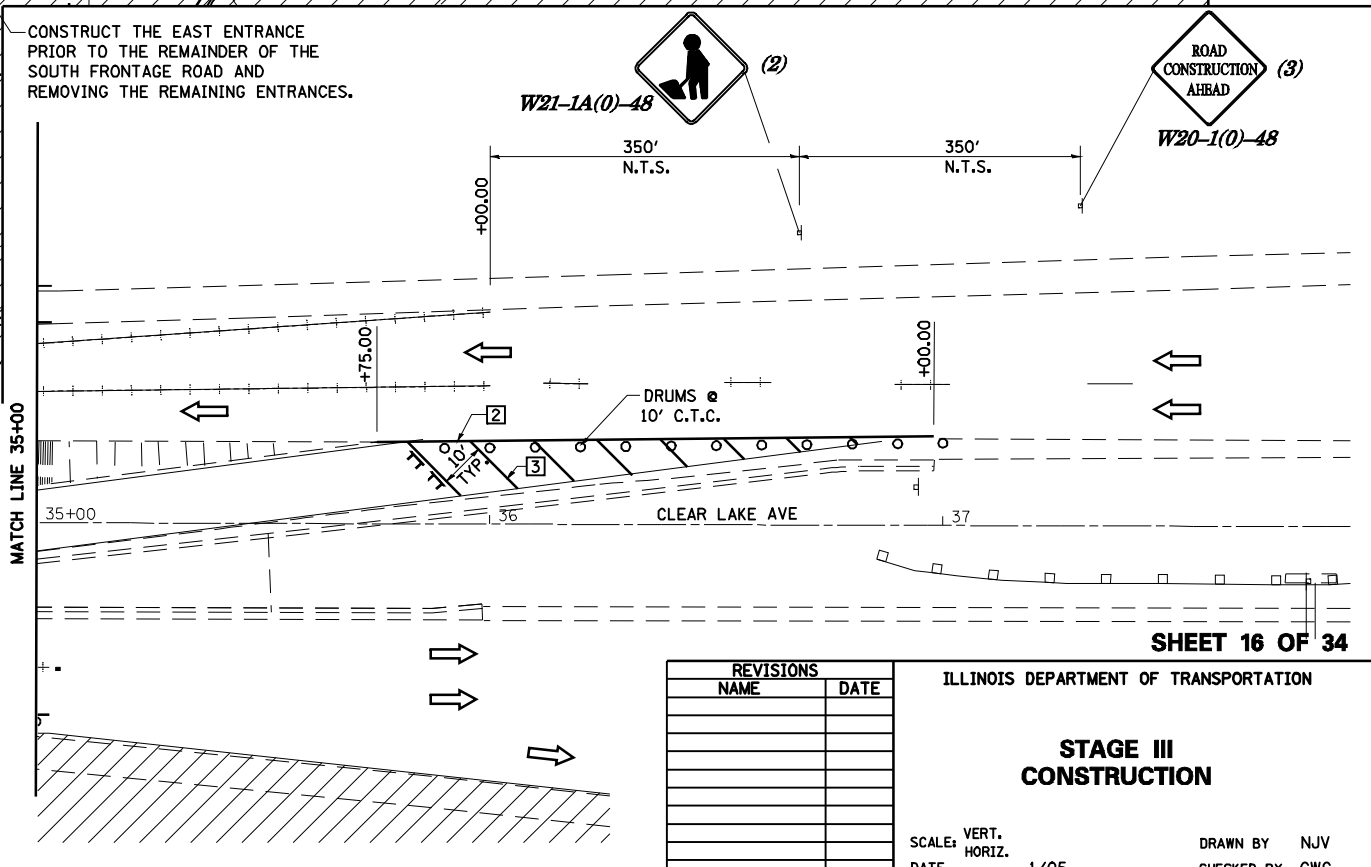 CONSTRUCT THE EAST ENTRANCE
PRIOR TO THE REMAINDER OF THE
SOUTH FRONTAGE ROAD AND
REMOVING THE REMAINING ENTRANCES.
(2)
W21-1A(O)-48
ROAD
CONSTRUCTION
AHEAD
(3)
W20-1(O)-48
350'
N.T.S.
350'
N.T.S.
+00.00
+75.00
+00.00
DRUMS @
10' C.T.C.
2
10'
TYP.
3
MATCH LINE 35+00
35+00
36
CLEAR LAKE AVE
37
SHEET 16 OF 34
REVISIONS
NAME
DATE
ILLINOIS DEPARTMENT OF TRANSPORTATION
STAGE III
CONSTRUCTION
SCALE: VERT.
HORIZ.
DRAWN BY NJV
DATE 1/05
CHECKED BY CWG